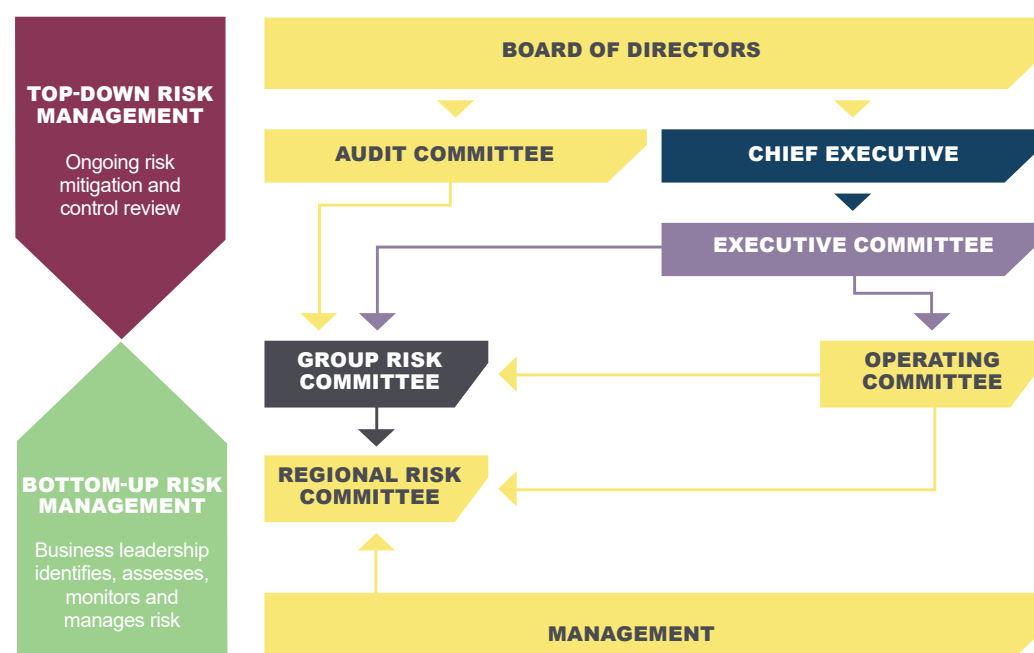 TOP-DOWN RISK
MANAGEMENT
Ongoing risk
mitigation and
control review
BOTTOM-UP RISK
MANAGEMENT
Business leadership
identifies, assesses,
monitors and
manages risk
BOARD OF DIRECTORS
AUDIT COMMITTEE
CHIEF EXECUTIVE
EXECUTIVE COMMITTEE
GROUP RISK
COMMITTEE
OPERATING
COMMITTEE
REGIONAL RISK
COMMITTEE
MANAGEMENT